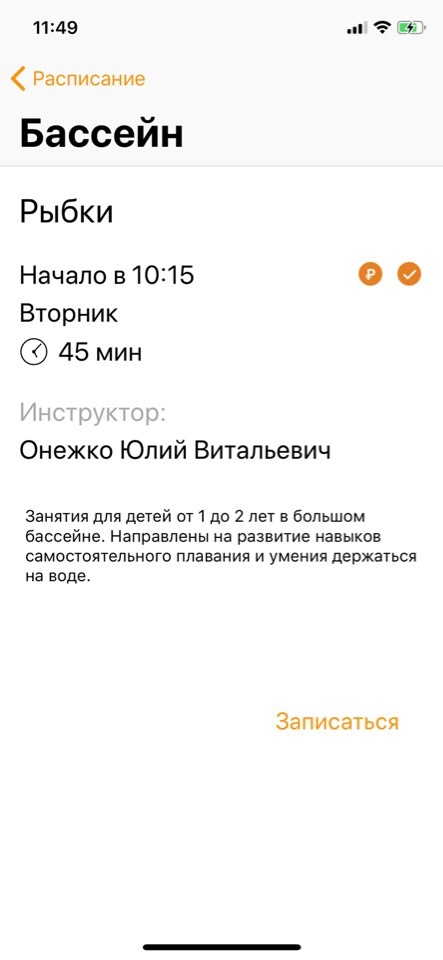 11:49
Расписание
Бассейн
Рыбки
Начало в 10:15
₽
Вторник
45 мин
Инструктор:
Онежко Юлий Витальевич
Занятия для детей от 1 до 2 лет в большом
бассейне. Направлены на развитие навыков
самостоятельного плавания и умения держаться
на воде.
Записаться